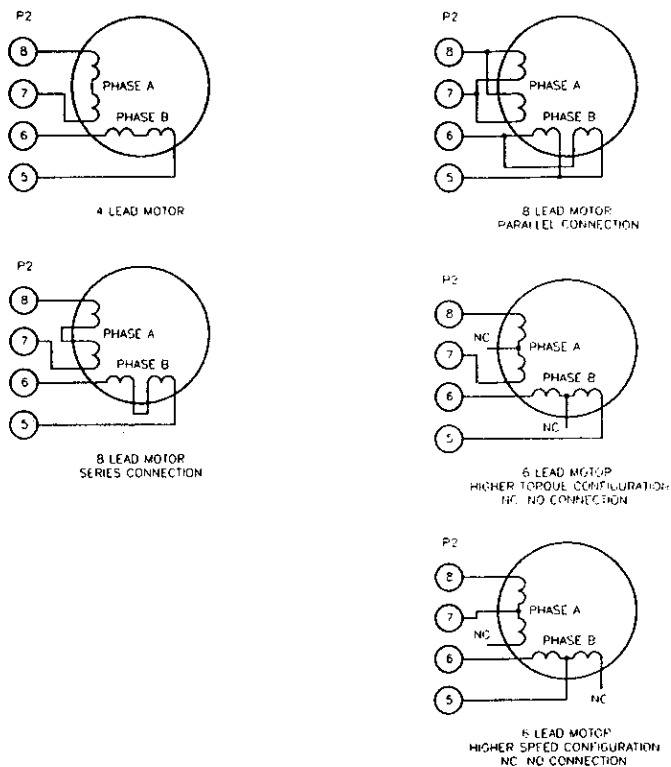 P2
8
7
6
5
PHASE A
PHASE B
4 LEAD MOTOR
P2
8
7
6
5
PHASE A
PHASE B
8 LEAD MOTOR
PARALLEL CONNECTION
P2
8
7
6
5
PHASE A
PHASE B
8 LEAD MOTOR
SERIES CONNECTION
P2
8
7
6
5
NC
PHASE A
PHASE B
NC
6 LEAD MOTOR
HIGHER TORQUE CONFIGURATION
NC NO CONNECTION
P2
8
7
6
5
PHASE A
NC
PHASE B
NC
6 LEAD MOTOR
HIGHER SPEED CONFIGURATION
NC NO CONNECTION